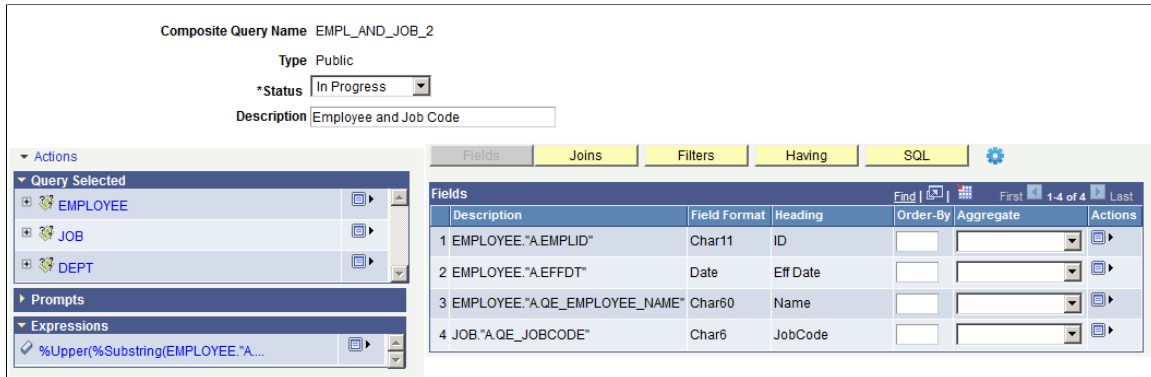 Composite Query Name EMPL_AND_JOB_2
Type Public
*Status In Progress
Description Employee and Job Code
Actions
Query Selected
EMPLOYEE
JOB
DEPT
Prompts
Expressions
%Upper(%Substring(EMPLOYEE."A....
Fields Joins Filters Having SQL
Fields Find | | First 1-4 of 4 Last
Description Field Format Heading Order-By Aggregate Actions
1 EMPLOYEE."A.EMPLID" Char11 ID
2 EMPLOYEE."A.EFFDT" Date Eff Date
3 EMPLOYEE."A.QE_EMPLOYEE_NAME" Char60 Name
4 JOB."A.QE_JOBCODE" Char6 JobCode